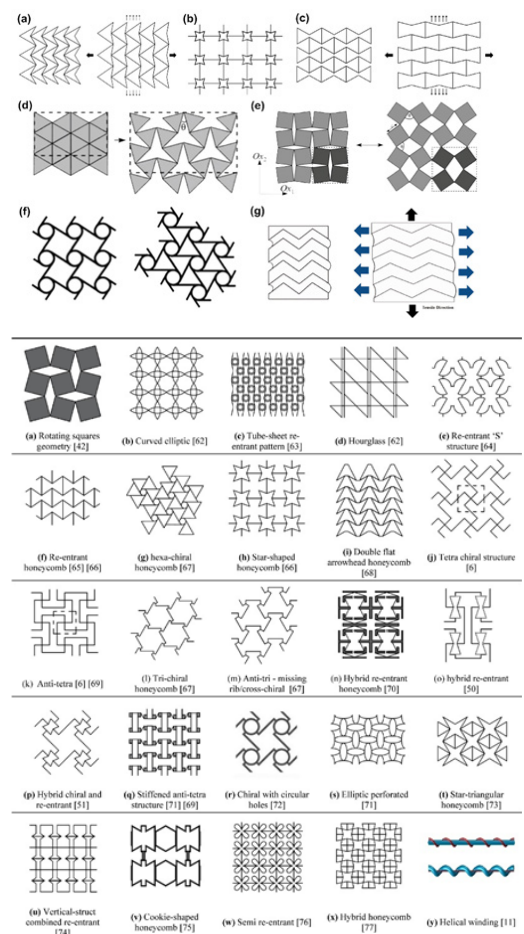 (a)
(b)
(c)
(d)
θ
(e)
Ox
Ox
(f)
(g)
Tensile Direction
(a) Rotating squares
geometry [42]
(b) Curved elliptic [62]
(c) Tube-sheet re-
entrant pattern [63]
(d) Hourglass [62]
(e) Re-entrant 'S'
structure [64]
(f) Re-entrant
honeycomb [65] [66]
(g) hexa-chiral
honeycomb [67]
(h) Star-shaped
honeycomb [66]
(i) Double flat
arrowhead honeycomb
[68]
(j) Tetra chiral structure
[6]
(k) Anti-tetra [6] [69]
(l) Tri-chiral
honeycomb [67]
(m) Anti-tri - missing
rib/cross-chiral [67]
(n) Hybrid re-entrant
honeycomb [70]
(o) hybrid re-entrant
[50]
(p) Hybrid chiral and
re-entrant [51]
(q) Stiffened anti-tetra
structure [71] [69]
(r) Chiral with circular
holes [72]
(s) Elliptic perforated
[71]
(t) Star-triangular
honeycomb [73]
(u) Vertical-struct
combined re-entrant
[74]
(v) Cookie-shaped
honeycomb [75]
(w) Semi re-entrant [76]
(x) Hybrid honeycomb
[77]
(y) Helical winding [11]